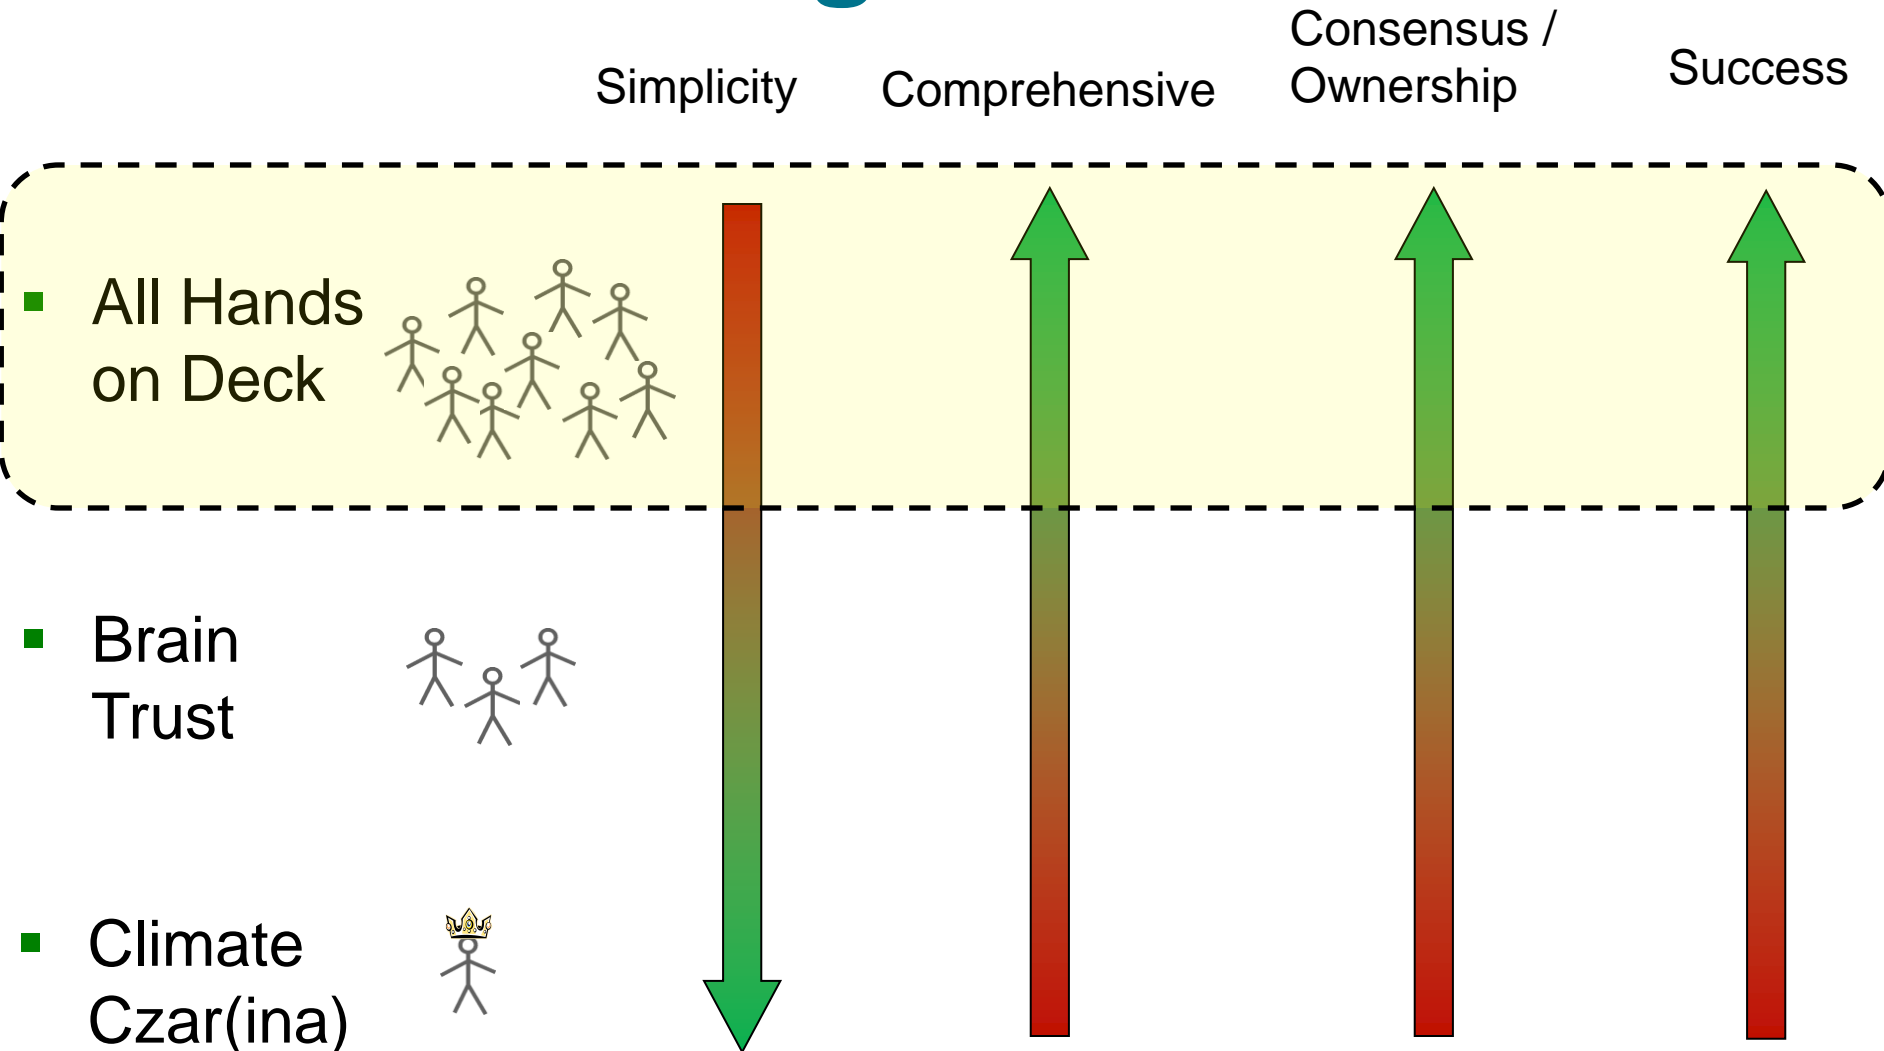 Simplicity
Comprehensive
Consensus /
Ownership
Success
All Hands
on Deck
Brain
Trust
Climate
Czar(ina)